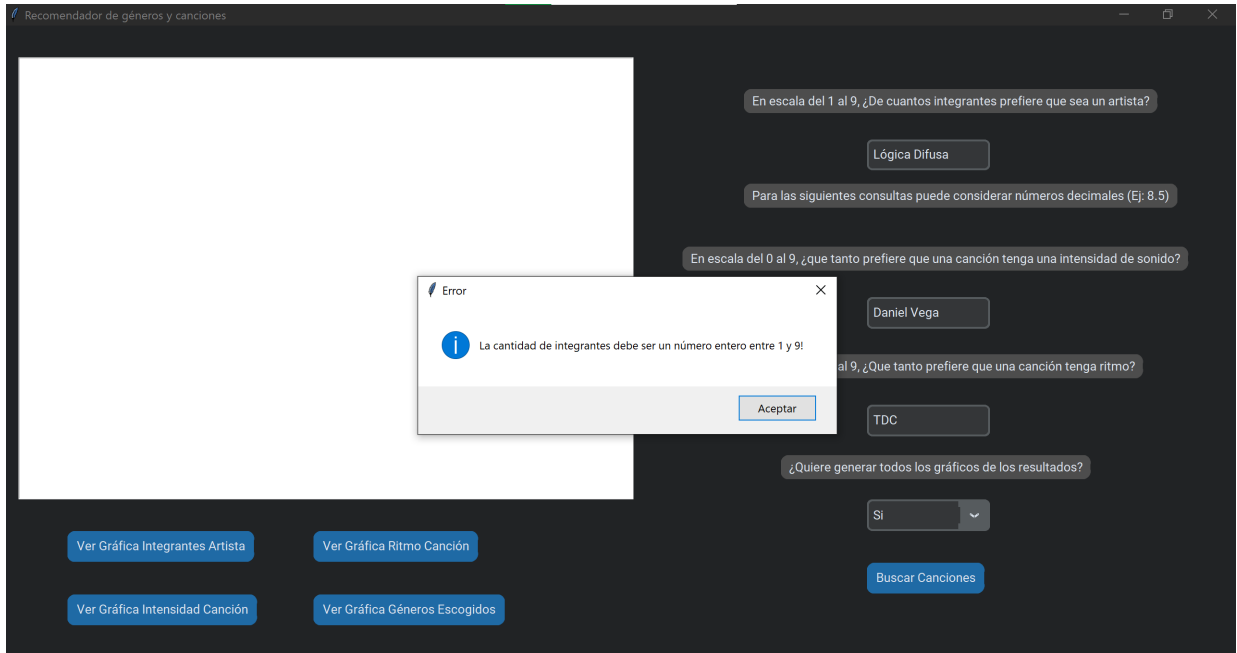 Recomendador de géneros y canciones
En escala del 1 al 9, ¿De cuantos integrantes prefiere que sea un artista?
Lógica Difusa
Para las siguientes consultas puede considerar números decimales (Ej: 8.5)
En escala del 0 al 9, ¿que tanto prefiere que una canción tenga una intensidad de sonido?
Error
Daniel Vega
La cantidad de integrantes debe ser un número entero entre 1 y 9!
al 9, ¿Que tanto prefiere que una canción tenga ritmo?
Aceptar
TDC
¿Quiere generar todos los gráficos de los resultados?
Si
Ver Gráfica Integrantes Artista
Ver Gráfica Ritmo Canción
Buscar Canciones
Ver Gráfica Intensidad Canción
Ver Gráfica Géneros Escogidos